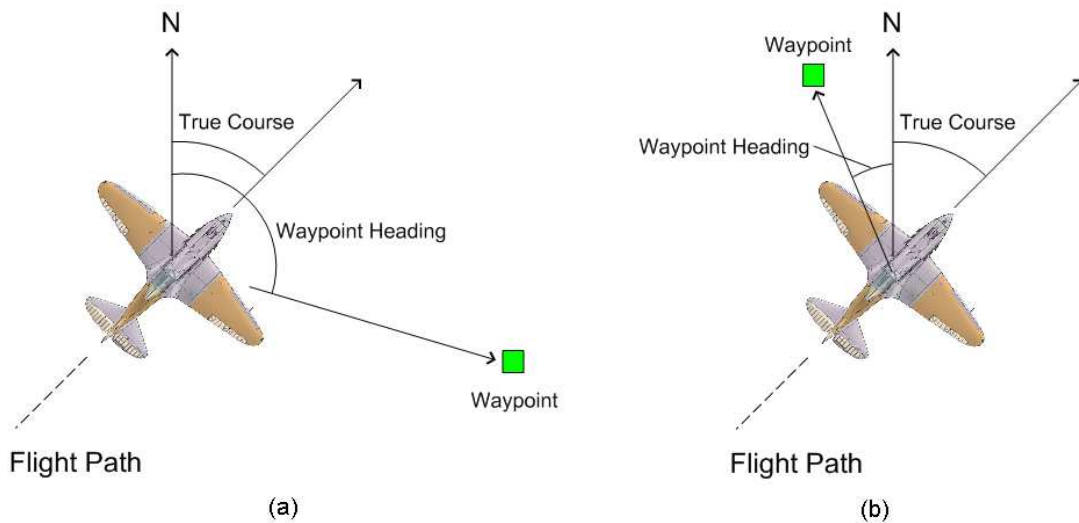 N
True Course
Waypoint Heading
Waypoint
Flight Path
(a)
N
Waypoint
True Course
Waypoint Heading
Flight Path
(b)